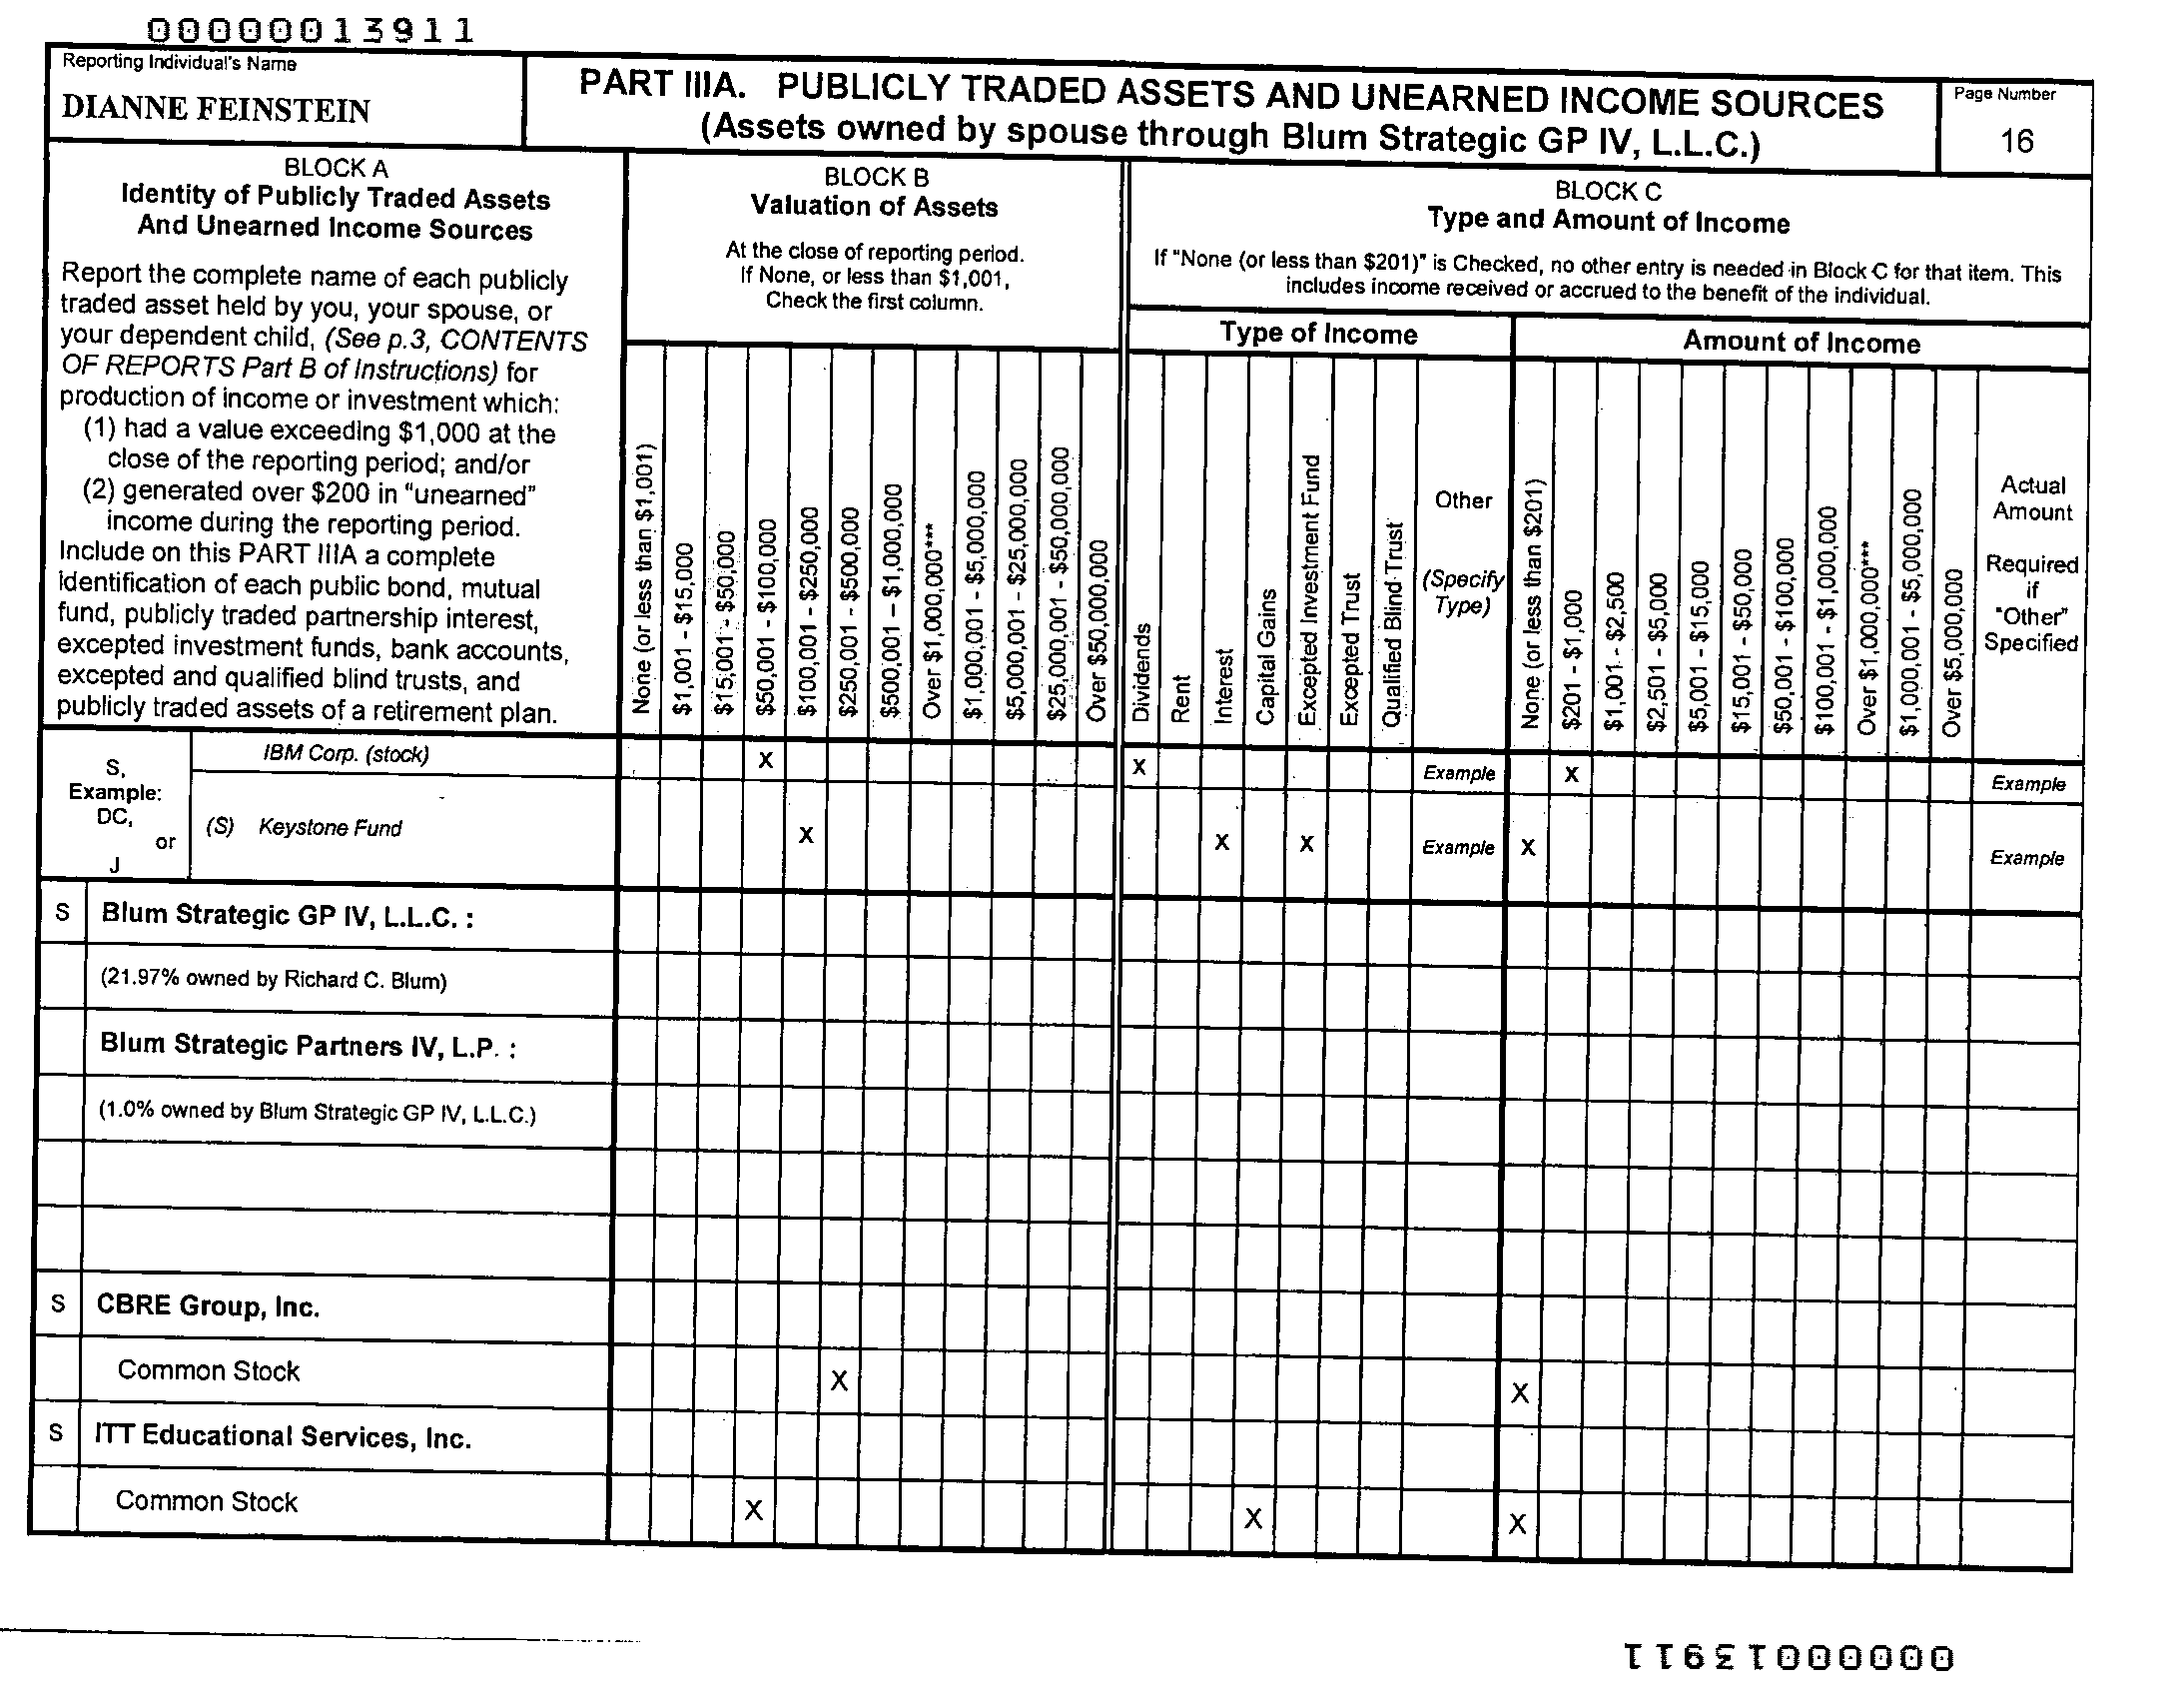 00000013911
Reporting Individual's Name
DIANNE FEINSTEIN
PART IIIA. PUBLICLY TRADED ASSETS AND UNEARNED INCOME SOURCES
(Assets owned by spouse through Blum Strategic GP IV, L.L.C.)
Page Number
16
BLOCK A
Identity of Publicly Traded Assets
And Unearned Income Sources
Report the complete name of each publicly
traded asset held by you, your spouse, or
your dependent child, (See p.3, CONTENTS
OF REPORTS Part B of Instructions) for
production of income or investment which:
(1) had a value exceeding $1,000 at the
close of the reporting period; and/or
(2) generated over $200 in "unearned"
income during the reporting period.
Include on this PART IIIA a complete
identification of each public bond, mutual
fund, publicly traded partnership interest,
excepted investment funds, bank accounts,
excepted and qualified blind trusts, and
publicly traded assets of a retirement plan.
BLOCK B
Valuation of Assets
At the close of reporting period.
If None, or less than $1,001,
Check the first column.
None (or less than $1,001)
$1,001 - $15,000
$15,001 - $50,000
$50,001 - $100,000
$100,001 - $250,000
$250,001 - $500,000
$500,001 - $1,000,000
Over $1,000,000***
$1,000,001 - $5,000,000
$5,000,001 - $25,000,000
$25,000,001 - $50,000,000
Over $50,000,000
BLOCK C
Type and Amount of Income
If "None (or less than $201)" is Checked, no other entry is needed in Block C for that item. This
includes income received or accrued to the benefit of the individual.
Type of Income
Dividends
Rent
Interest
Capital Gains
Excepted Investment Fund
Excepted Trust
Qualified Blind Trust
Other
(Specify
Type)
Amount of Income
None (or less than $201)
$201 - $1,000
$1,001 - $2,500
$2,501 - $5,000
$5,001 - $15,000
$15,001 - $50,000
$50,001 - $100,000
$100,001 - $1,000,000
Over $1,000,000***
$1,000,001 - $5,000,000
Over $5,000,000
Actual
Amount
Required
if
"Other"
Specified
S,
Example:
DC,
or
J
IBM Corp. (stock) X X Example X Example
(S) Keystone Fund X X X Example X Example
S Blum Strategic GP IV, L.L.C. :
(21.97% owned by Richard C. Blum)
Blum Strategic Partners IV, L.P. :
(1.0% owned by Blum Strategic GP IV, L.L.C.)
S CBRE Group, Inc.
Common Stock X X
S ITT Educational Services, Inc.
Common Stock X X X
00000013911